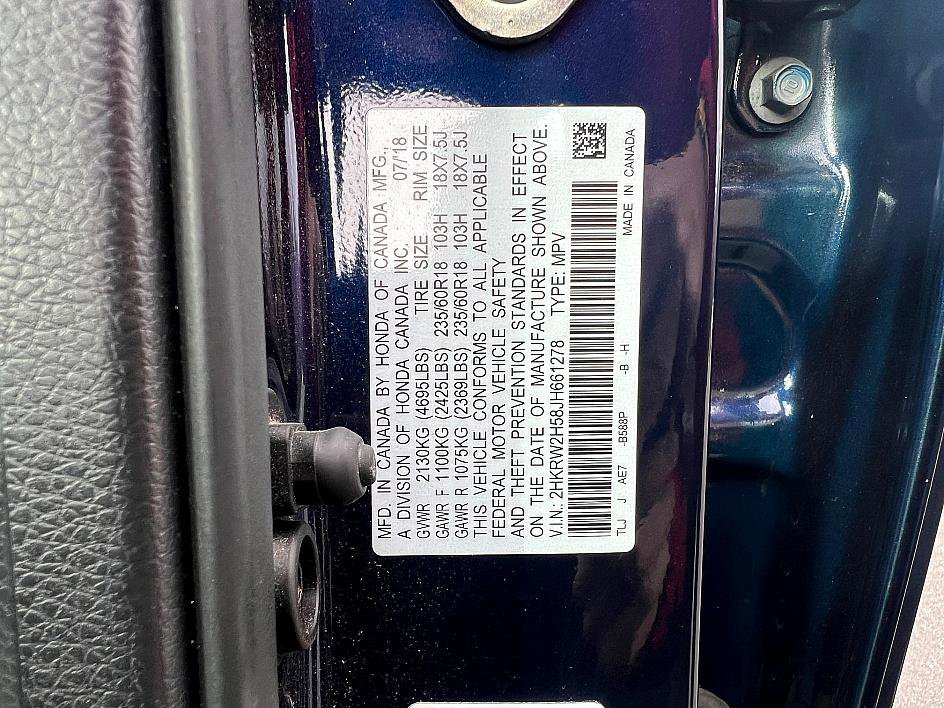 MFD. IN CANADA BY HONDA OF CANADA MFG.,
A DIVISION OF HONDA CANADA INC. 07/'18
GVWR 2130KG (4695LBS) TIRE SIZE RIM SIZE
GAWR F 1100KG (2425LBS) 235/60R18 103H 18X7.5J
GAWR R 1075KG (2369LBS) 235/60R18 103H 18X7.5J
THIS VEHICLE CONFORMS TO ALL APPLICABLE
FEDERAL MOTOR VEHICLE SAFETY
AND THEFT PREVENTION STANDARDS IN EFFECT
ON THE DATE OF MANUFACTURE SHOWN ABOVE.
V.I.N.: 2HKRW2H58JH661278 TYPE: MPV
TLJ J AE7 -B588P -B -H MADE IN CANADA
10